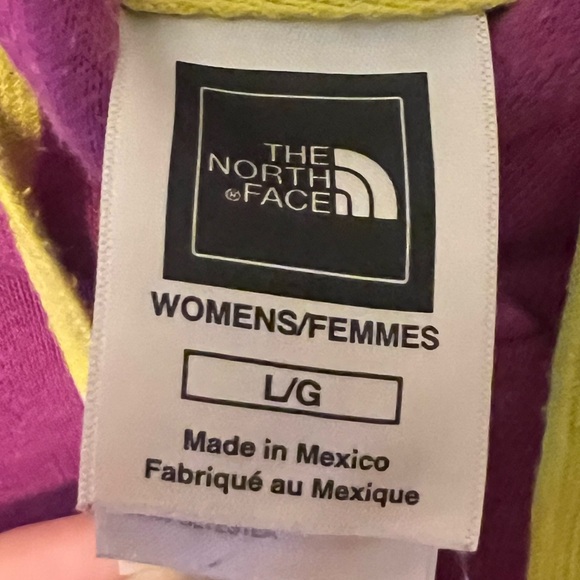 THE
NORTH
® FACE
WOMENS/FEMMES
L/G
Made in Mexico
Fabriqué au Mexique